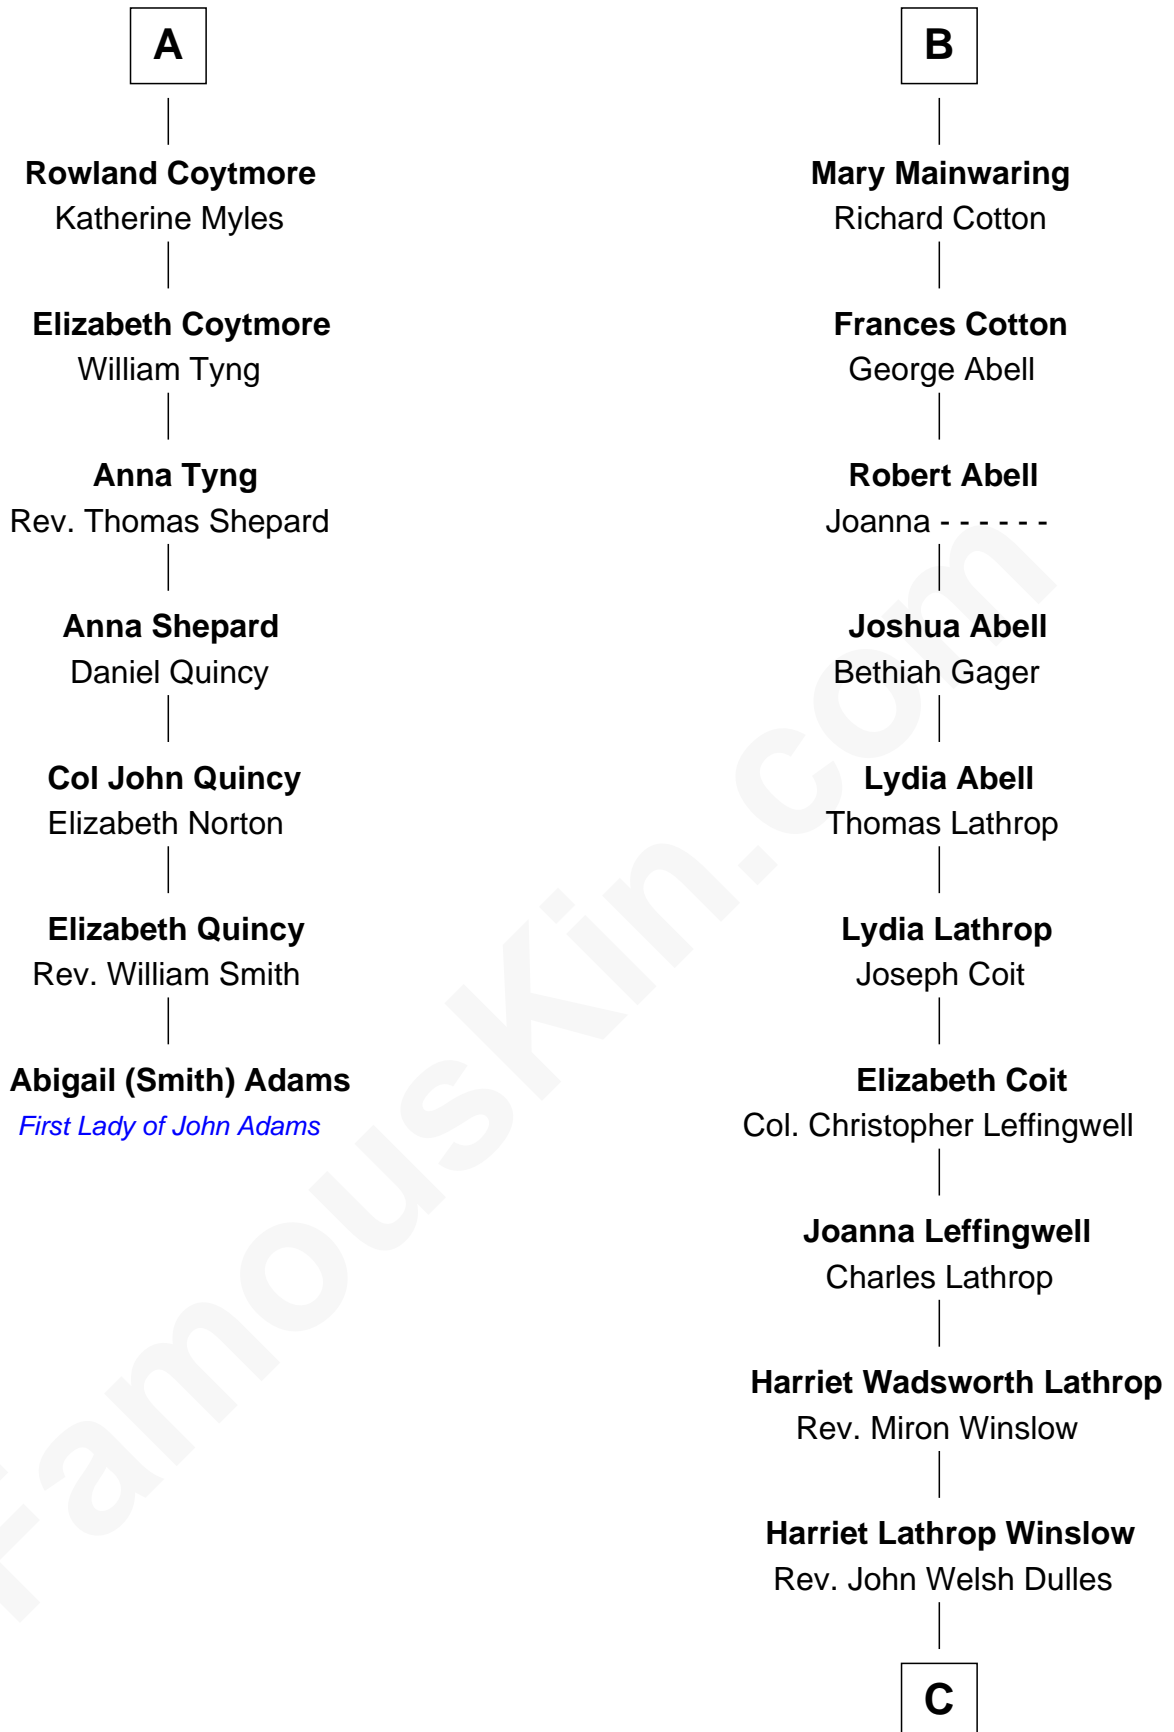 A
Rowland Coytmore
Katherine Myles
Elizabeth Coytmore
William Tyng
Anna Tyng
Rev. Thomas Shepard
Anna Shepard
Daniel Quincy
Col John Quincy
Elizabeth Norton
Elizabeth Quincy
Rev. William Smith
Abigail (Smith) Adams
First Lady of John Adams
B
Mary Mainwaring
Richard Cotton
Frances Cotton
George Abell
Robert Abell
Joanna - - - - - -
Joshua Abell
Bethiah Gager
Lydia Abell
Thomas Lathrop
Lydia Lathrop
Joseph Coit
Elizabeth Coit
Col. Christopher Leffingwell
Joanna Leffingwell
Charles Lathrop
Harriet Wadsworth Lathrop
Rev. Miron Winslow
Harriet Lathrop Winslow
Rev. John Welsh Dulles
C
FamousKin.com